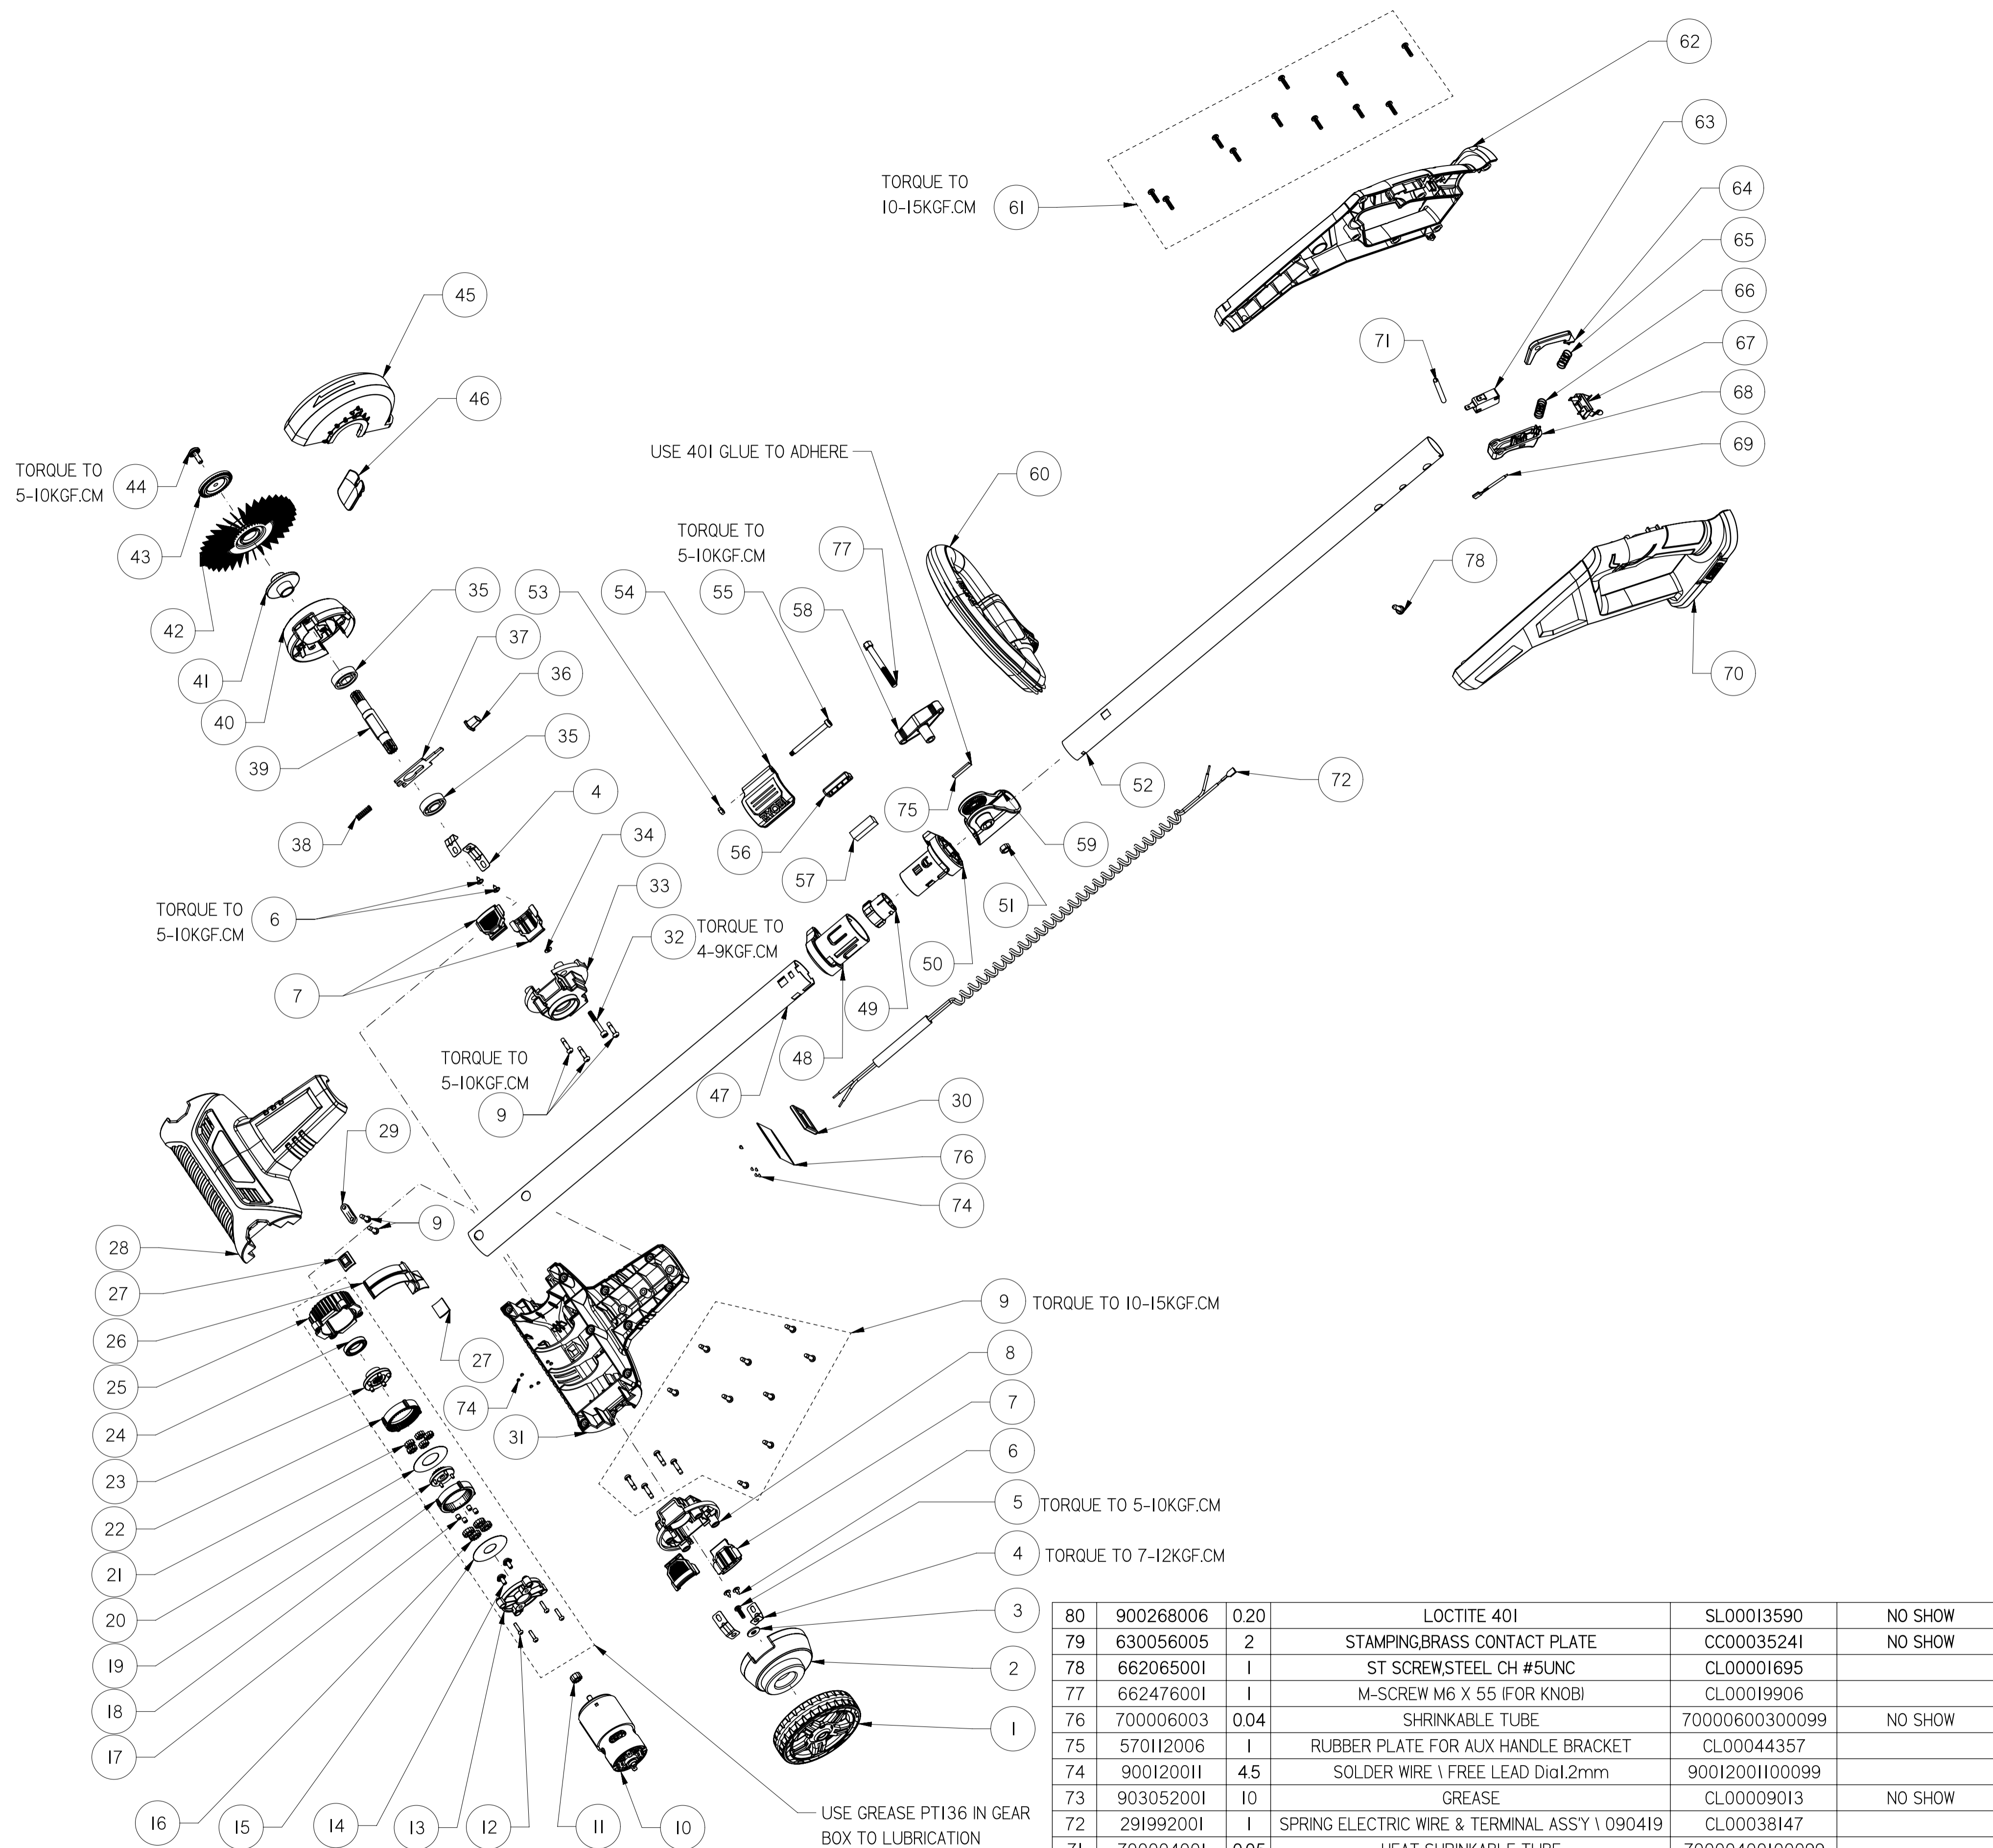 62
63
TORQUE TO
10-15KGF.CM
61
64
65
66
45
71
67
46
68
USE 401 GLUE TO ADHERE
TORQUE TO
5-10KGF.CM
44
60
69
TORQUE TO
5-10KGF.CM
77
43
78
53
54
55
35
58
42
37
41
36
70
40
35
39
4
75
52
72
38
34
56
59
33
57
TORQUE TO
5-10KGF.CM
6
51
32
TORQUE TO
4-9KGF.CM
50
7
49
48
TORQUE TO
5-10KGF.CM
47
30
9
29
76
74
9
28
27
9 TORQUE TO 10-15KGF.CM
26
8
27
25
7
74
24
31
6
23
5 TORQUE TO 5-10KGF.CM
22
4 TORQUE TO 7-12KGF.CM
21
3
20
2
19
18
1
17
16
15
14
13
12
11
10
USE GREASE PT136 IN GEAR
BOX TO LUBRICATION
80 900268006 0.20 LOCTITE 401 SL00013590 NO SHOW
79 630056005 2 STAMPING,BRASS CONTACT PLATE CC00035241 NO SHOW
78 662065001 1 ST SCREW,STEEL CH #5UNC CL00001695
77 662476001 1 M-SCREW M6 X 55 (FOR KNOB) CL00019906
76 700006003 0.04 SHRINKABLE TUBE 70000600300099 NO SHOW
75 570112006 1 RUBBER PLATE FOR AUX HANDLE BRACKET CL00044357
74 900120011 4.5 SOLDER WIRE \ FREE LEAD Dia1.2mm 90012001100099
73 903052001 10 GREASE CL00009013 NO SHOW
72 291992001 1 SPRING ELECTRIC WIRE & TERMINAL ASS'Y \ 090419 CL00038147
71 700004001 0.05 HEAT SHRINKABLE TUBE 70000400100099